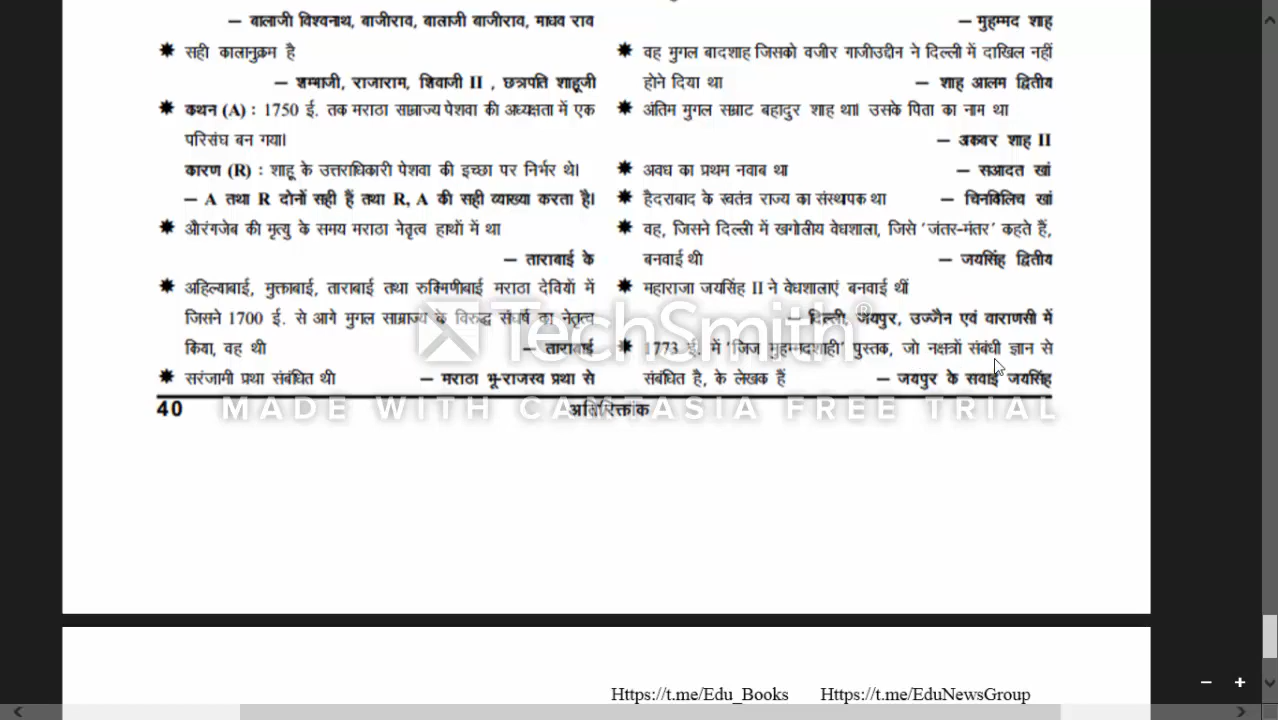 – बालाजी विश्वनाथ, बाजीराव, बालाजी बाजीराव, माधव राव
✷ सही कालानुक्रम है
– शम्भाजी, राजाराम, शिवाजी II , छत्रपति शाहूजी
✷ कथन (A) : 1750 ई. तक मराठा साम्राज्य पेशवा की अध्यक्षता में एक
परिसंघ बन गया।
कारण (R) : शाहू के उत्तराधिकारी पेशवा की इच्छा पर निर्भर थे।
– A तथा R दोनों सही हैं तथा R, A की सही व्याख्या करता है।
✷ औरंगजेब की मृत्यु के समय मराठा नेतृत्व हाथों में था
– ताराबाई के
✷ अहिल्याबाई, मुक्ताबाई, ताराबाई तथा रुक्मिणीबाई मराठा देवियों में
जिसने 1700 ई. से आगे मुगल साम्राज्य के विरुद्ध संघर्ष का नेतृत्व
किया, वह थी – ताराबाई
✷ सरंजामी प्रथा संबंधित थी – मराठा भू-राजस्व प्रथा से
– मुहम्मद शाह
✷ वह मुगल बादशाह जिसको वजीर गाजीउद्दीन ने दिल्ली में दाखिल नहीं
होने दिया था – शाह आलम द्वितीय
✷ अंतिम मुगल सम्राट बहादुर शाह था। उसके पिता का नाम था
– अकबर शाह II
✷ अवध का प्रथम नवाब था – सआदत खां
✷ हैदराबाद के स्वतंत्र राज्य का संस्थापक था – चिनकिलिच खां
✷ वह, जिसने दिल्ली में खगोलीय वेधशाला, जिसे 'जंतर-मंतर' कहते हैं,
बनवाई थी – जयसिंह द्वितीय
✷ महाराजा जयसिंह II ने वेधशालाएं बनवाई थीं
– दिल्ली, जयपुर, उज्जैन एवं वाराणसी में
✷ 1773 ई. में 'जिज मुहम्मदशाही' पुस्तक, जो नक्षत्रों संबंधी ज्ञान से
संबंधित है, के लेखक हैं – जयपुर के सवाई जयसिंह
TechSmith®
MADE WITH CAMTASIA FREE TRIAL
40 अतिरिक्तांक
Https://t.me/Edu_Books Https://t.me/EduNewsGroup